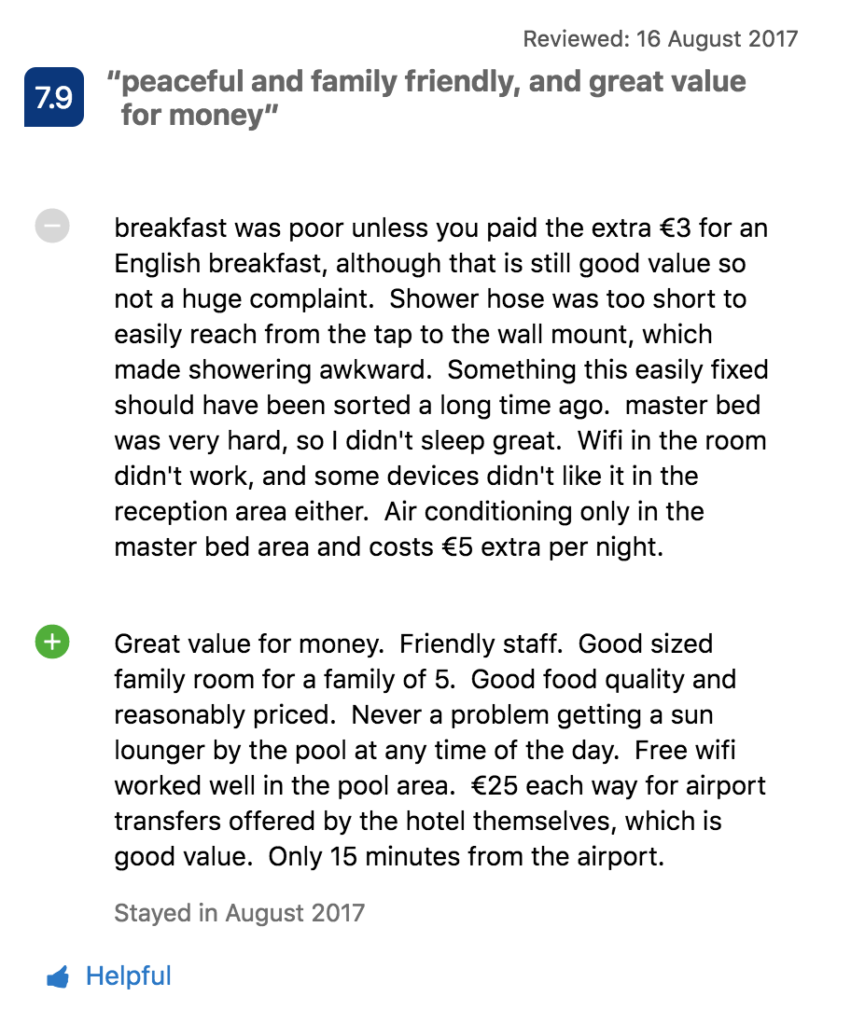 Reviewed: 16 August 2017
7.9
“peaceful and family friendly, and great value
for money”
breakfast was poor unless you paid the extra €3 for an
English breakfast, although that is still good value so
not a huge complaint.  Shower hose was too short to
easily reach from the tap to the wall mount, which
made showering awkward.  Something this easily fixed
should have been sorted a long time ago.  master bed
was very hard, so I didn't sleep great.  Wifi in the room
didn't work, and some devices didn't like it in the
reception area either.  Air conditioning only in the
master bed area and costs €5 extra per night.
Great value for money.  Friendly staff.  Good sized
family room for a family of 5.  Good food quality and
reasonably priced.  Never a problem getting a sun
lounger by the pool at any time of the day.  Free wifi
worked well in the pool area.  €25 each way for airport
transfers offered by the hotel themselves, which is
good value.  Only 15 minutes from the airport.
Stayed in August 2017
Helpful